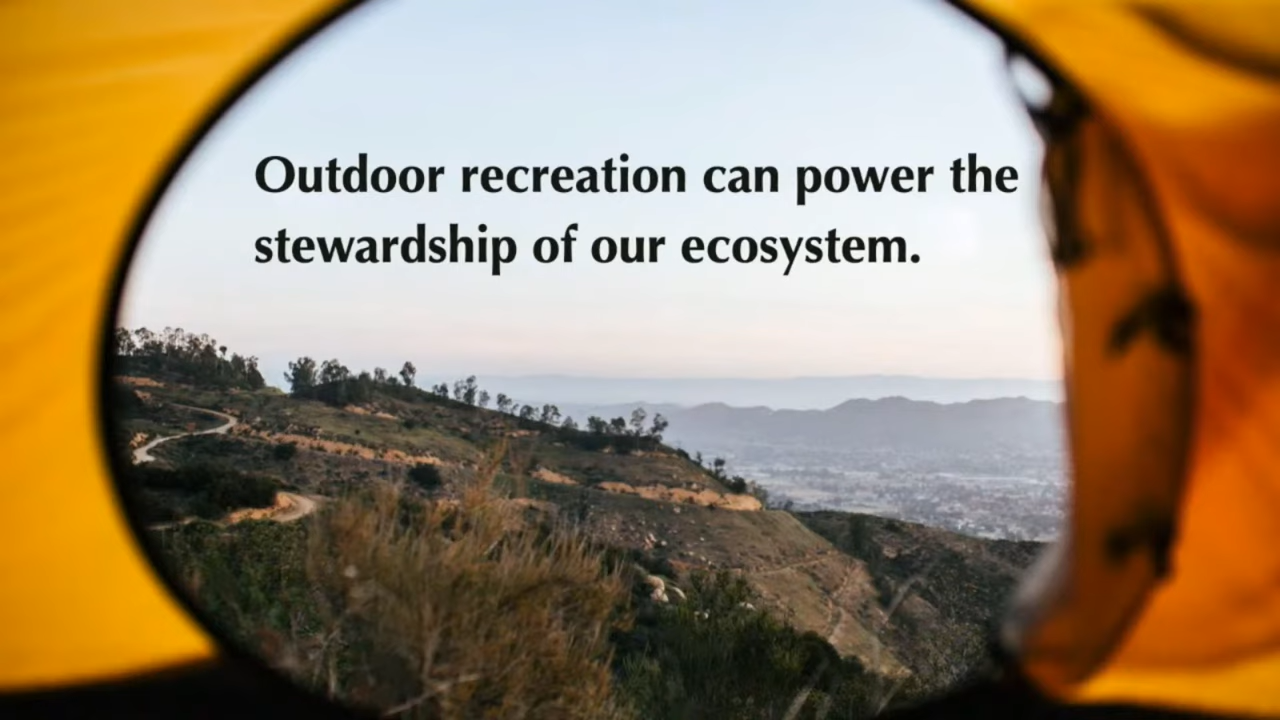 Outdoor recreation can power the
stewardship of our ecosystem.